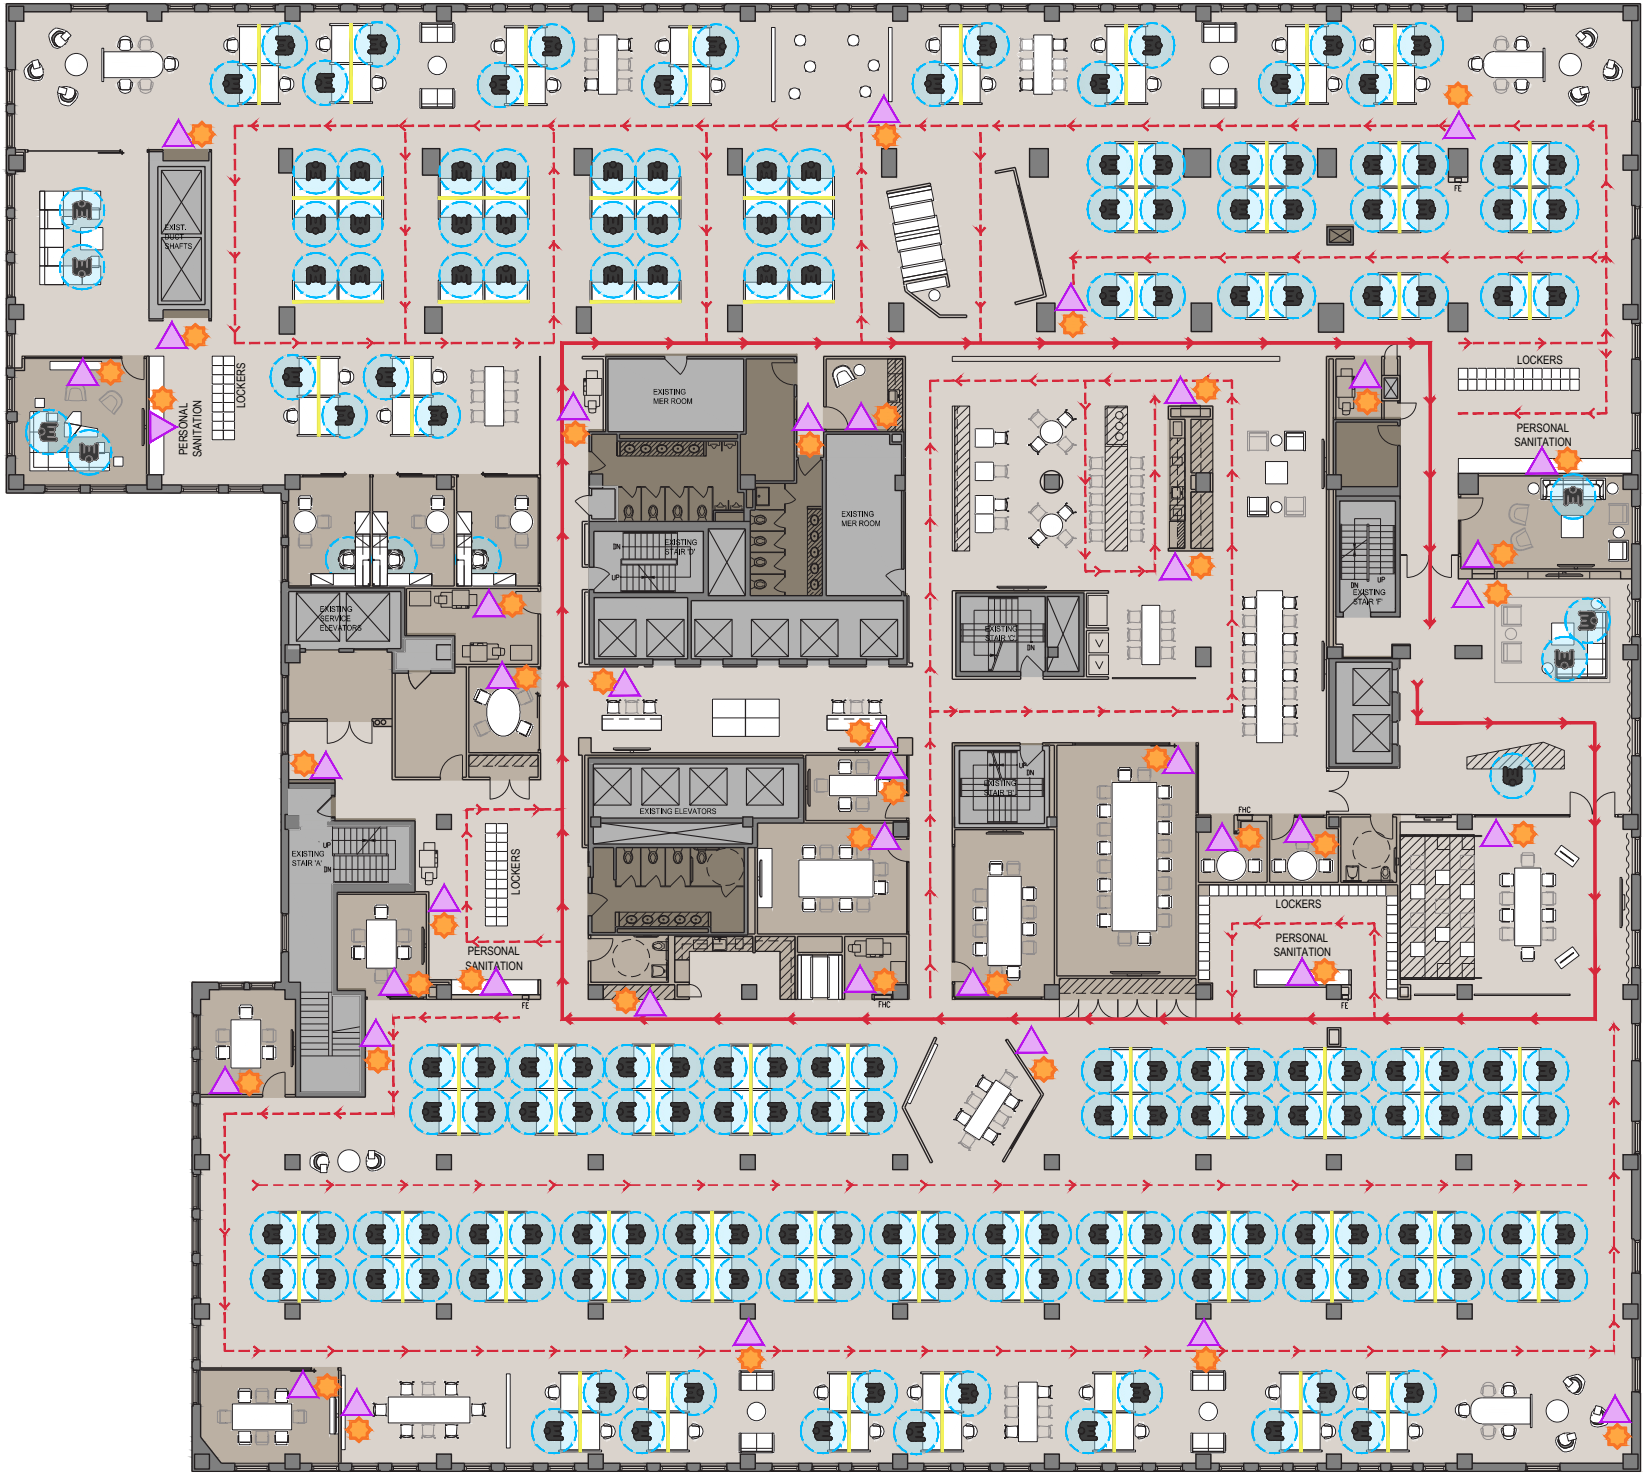 FE
EXIST.
DUCT
SHAFTS
LOCKERS
PERSONAL
SANITATION
EXISTING
MER ROOM
LOCKERS
PERSONAL
SANITATION
EXISTING
MER ROOM
DN
EXISTING
STAIR 'D'
UP
DN
UP
EXISTING
STAIR 'F'
EXISTING
SERVICE
ELEVATORS
EXISTING
STAIR 'C'
DN
UP
DN
EXISTING
STAIR 'B'
EXISTING ELEVATORS
FHC
UP
EXISTING
STAIR 'A'
DN
LOCKERS
LOCKERS
PERSONAL
SANITATION
PERSONAL
SANITATION
FE
FHC
FE